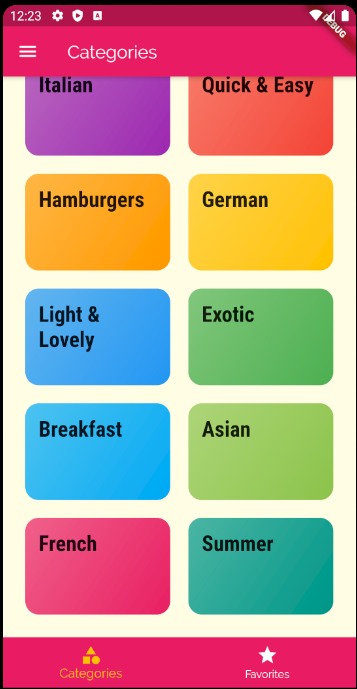 12:23
DEBUG
Categories
Italian
Quick & Easy
Hamburgers
German
Light &
Lovely
Exotic
Breakfast
Asian
French
Summer
Categories
Favorites